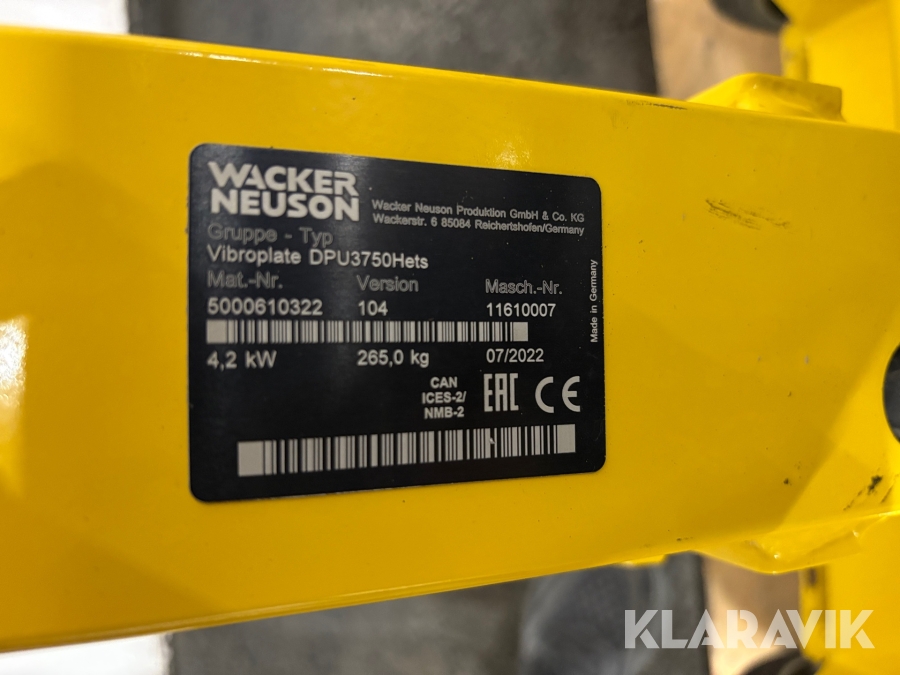 WACKER
NEUSON
Wacker Neuson Produktion GmbH & Co. KG
Wackerstr. 6 85084 Reichertshofen/Germany
Gruppe - Typ
Vibroplate DPU3750Hets
Mat.-Nr. Version Masch.-Nr.
5000610322 104 11610007
4,2 kW 265,0 kg 07/2022
CAN
ICES-2/
NMB-2
EAC CE
Made in Germany
KLARAVIK